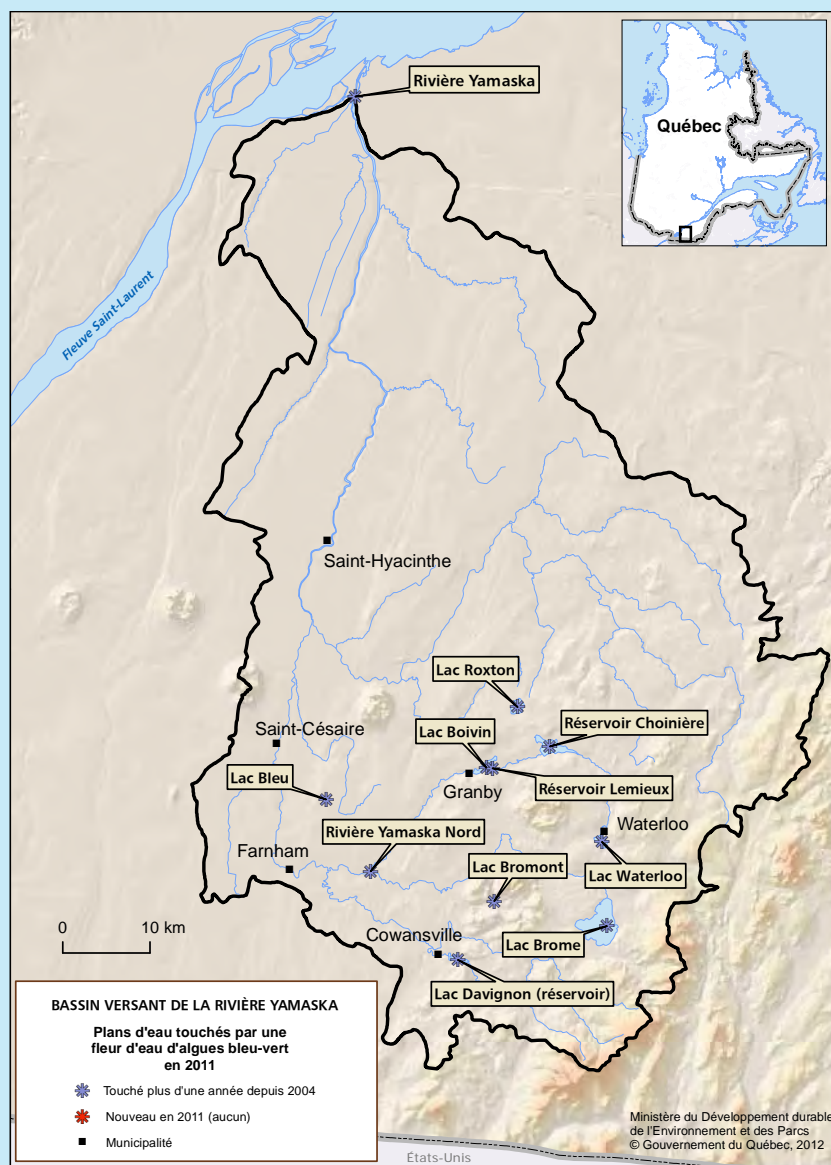 Rivière Yamaska
Québec
Fleuve Saint-Laurent
Saint-Hyacinthe
Lac Roxton
Saint-Césaire
Lac Boivin
Réservoir Choinière
Lac Bleu
Granby
Réservoir Lemieux
Waterloo
Rivière Yamaska Nord
Farnham
Lac Bromont
Lac Waterloo
0 10 km
Cowansville
Lac Brome
Lac Davignon (réservoir)
BASSIN VERSANT DE LA RIVIÈRE YAMASKA
Plans d'eau touchés par une
fleur d'eau d'algues bleu-vert
en 2011
Touché plus d'une année depuis 2004
Nouveau en 2011 (aucun)
Municipalité
Ministère du Développement durable
de l'Environnement et des Parcs
© Gouvernement du Québec, 2012
États-Unis